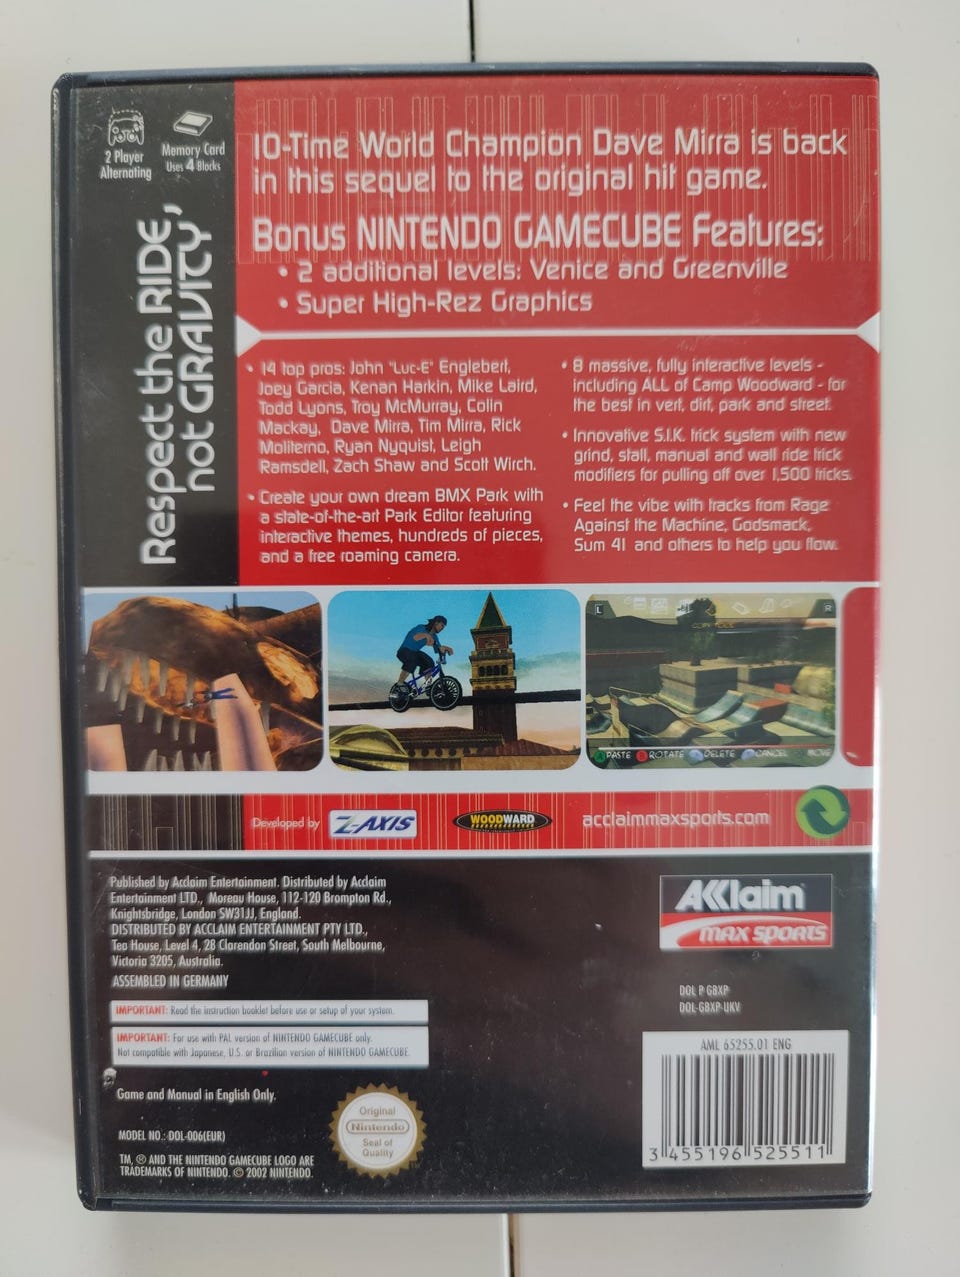 2 Player
Alternating
Memory Card
Uses 4 Blocks
Respect the RIDE,
not GRAVITY
10-Time World Champion Dave Mirra is back
in this sequel to the original hit game.
Bonus NINTENDO GAMECUBE Features:
• 2 additional levels: Venice and Greenville
• Super High-Rez Graphics
• 14 top pros: John "Luc-E" Englebert,
Joey Garcia, Kenan Harkin, Mike Laird,
Todd Lyons, Troy McMurray, Colin
Mackay, Dave Mirra, Tim Mirra, Rick
Moliterno, Ryan Nyquist, Leigh
Ramsdell, Zach Shaw and Scott Wirch.
• Create your own dream BMX Park with
a state-of-the-art Park Editor featuring
interactive themes, hundreds of pieces,
and a free roaming camera.
• 8 massive, fully interactive levels -
including ALL of Camp Woodward - for
the best in vert, dirt, park and street.
• Innovative S.I.K. trick system with new
grind, stall, manual and wall ride trick
modifiers for pulling off over 1,500 tricks.
• Feel the vibe with tracks from Rage
Against the Machine, Godsmack,
Sum 41 and others to help you flow.
L
R
A PASTE B ROTATE DELETE CANCEL MOVE
Developed by
Z-AXIS
WOODWARD
acclaimmaxsports.com
Published by Acclaim Entertainment. Distributed by Acclaim
Entertainment LTD., Moreau House, 112-120 Brompton Rd.,
Knightsbridge, London SW31JJ, England.
DISTRIBUTED BY ACCLAIM ENTERTAINMENT PTY LTD.,
Tea House, Level 4, 28 Clarendon Street, South Melbourne,
Victoria 3205, Australia.
ASSEMBLED IN GERMANY
IMPORTANT: Read the instruction booklet before use or setup of your system.
IMPORTANT: For use with PAL version of NINTENDO GAMECUBE only.
Not compatible with Japanese, U.S. or Brazilian version of NINTENDO GAMECUBE.
Game and Manual in English Only.
MODEL NO.: DOL-006(EUR)
TM, ® AND THE NINTENDO GAMECUBE LOGO ARE
TRADEMARKS OF NINTENDO. © 2002 NINTENDO.
Original
Nintendo
Seal of
Quality
AKKlaim
MAX SPORTS
DOL P GBXP
DOL-GBXP-UKV
AML 65255.01 ENG
3 455196 525511